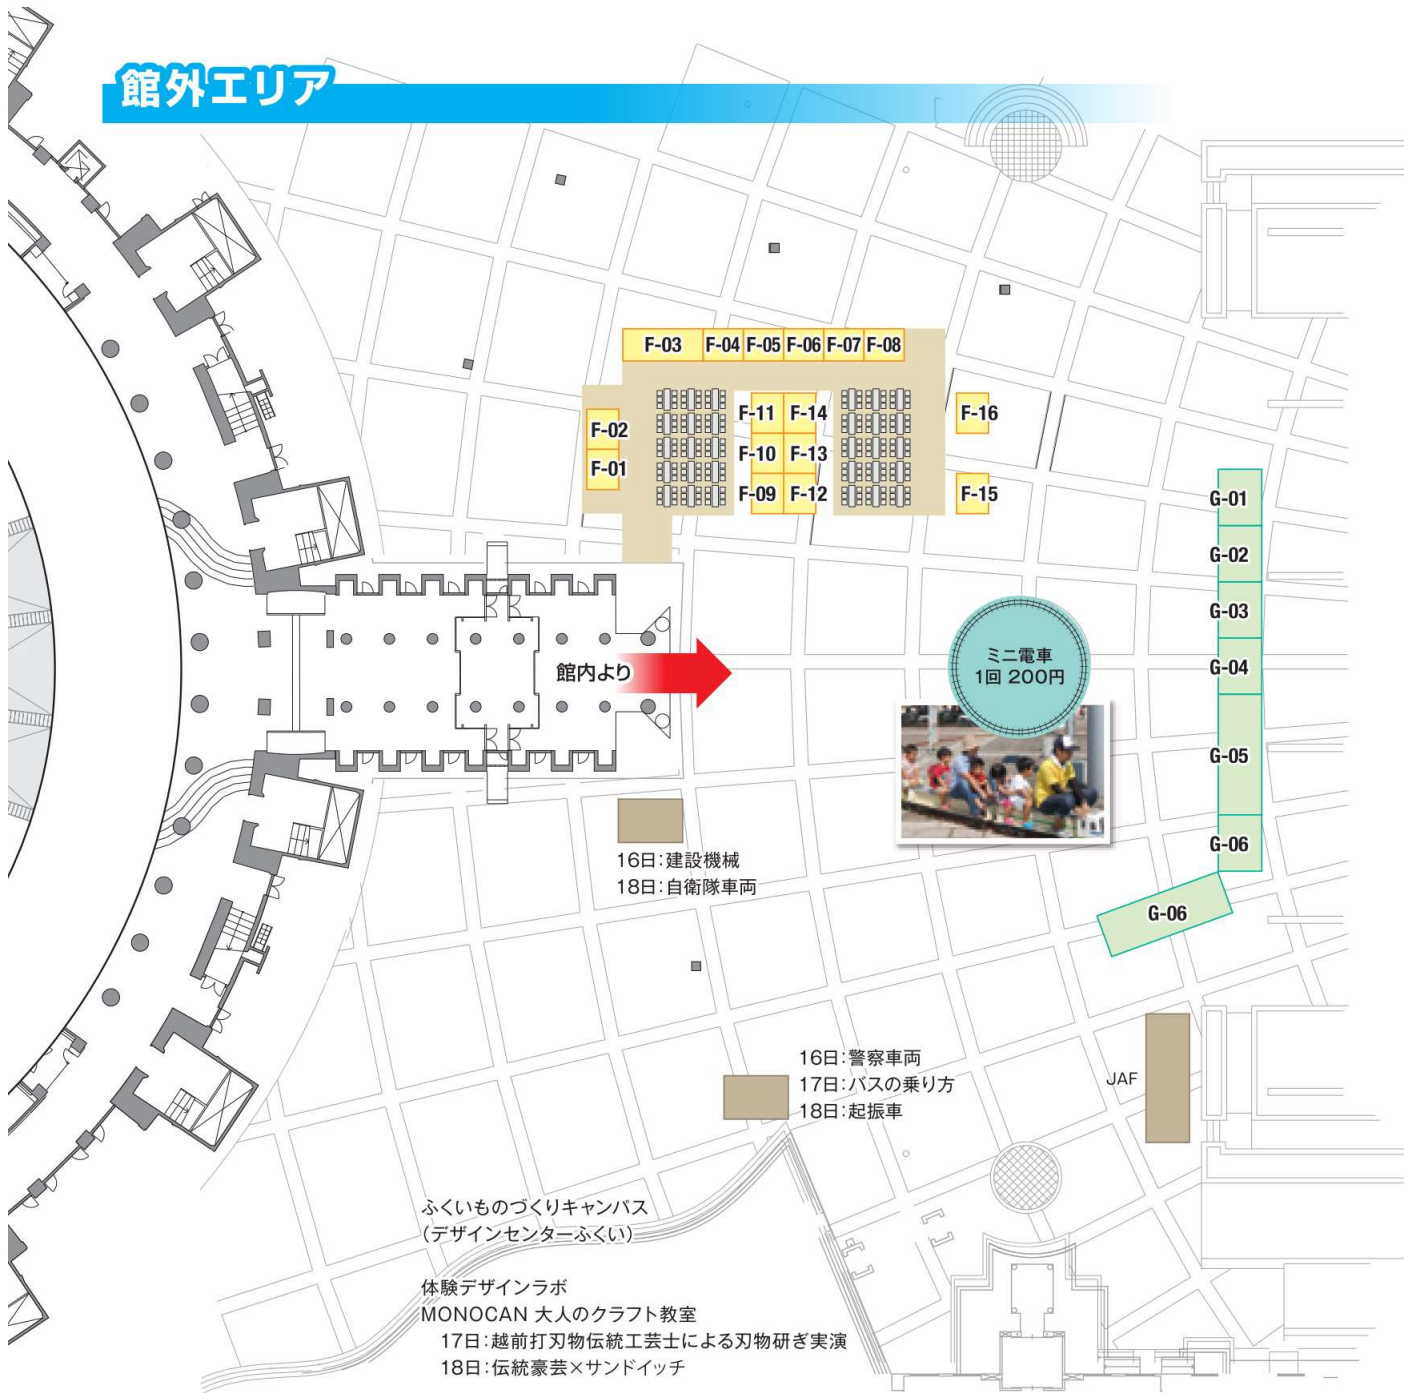 館外エリア
F-03
F-04
F-05
F-06
F-07
F-08
F-02
F-01
F-11
F-14
F-10
F-13
F-09
F-12
F-16
F-15
G-01
G-02
G-03
G-04
G-05
G-06
G-06
館内より
ミニ電車
1回 200円
16日：建設機械
18日：自衛隊車両
16日：警察車両
17日：バスの乗り方
18日：起振車
JAF
ふくいものづくりキャンパス
（デザインセンターふくい）
体験デザインラボ
MONOCAN 大人のクラフト教室
17日：越前打刃物伝統工芸士による刃物研ぎ実演
18日：伝統豪芸×サンドイッチ